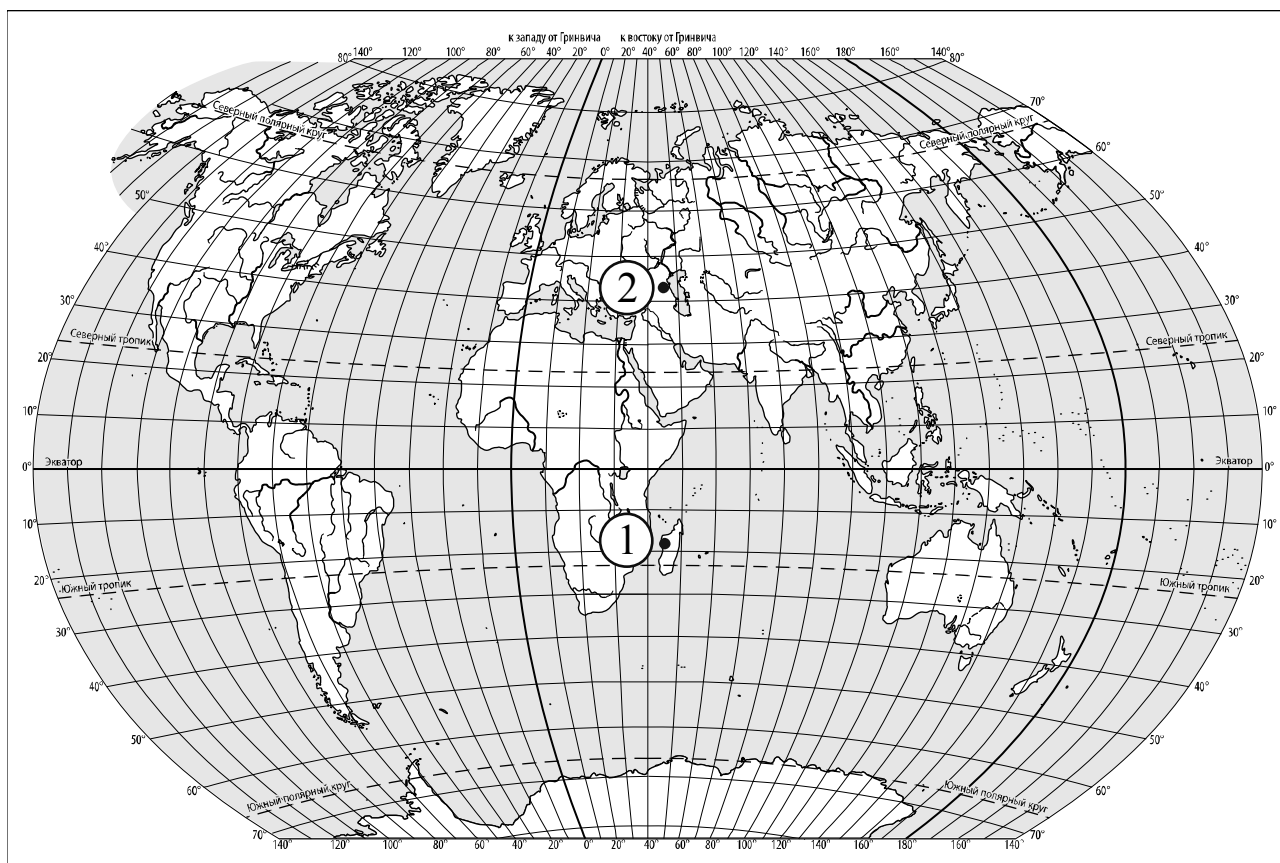 к западу от Гринвича к востоку от Гринвича
80° 140° 120° 100° 80° 60° 40° 20° 0° 20° 40° 60° 80° 100° 120° 140° 160° 180° 160° 140° 80°
70°
Северный полярный круг Северный полярный круг
60°
50° 50°
40° 40°
2
30° 30°
Северный тропик Северный тропик
20° 20°
10° 10°
0° Экватор Экватор 0°
10° 10°
1
20° Южный тропик Южный тропик 20°
30° 30°
40° 40°
50° 50°
60° Южный полярный круг Южный полярный круг 60°
70° 70°
140° 120° 100° 80° 60° 40° 20° 0° 20° 40° 60° 80° 100° 120° 140° 160° 180° 160° 140°